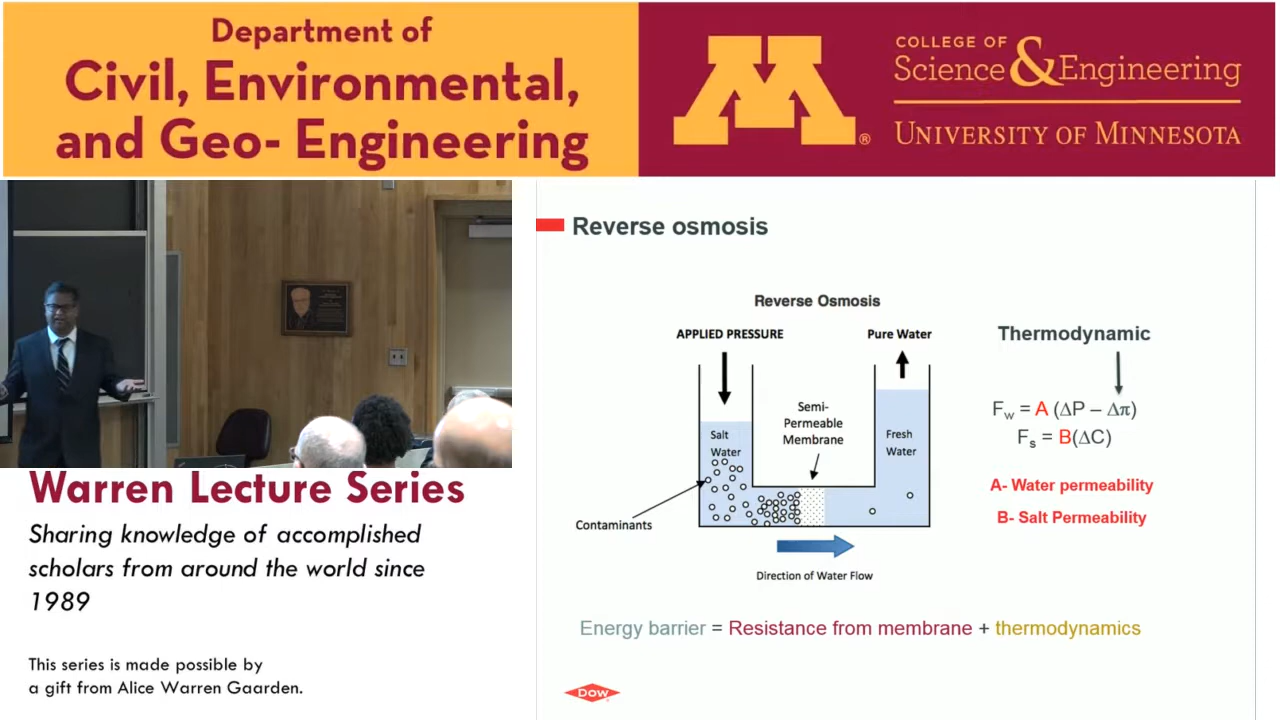 Department of
Civil, Environmental,
and Geo- Engineering
M®
COLLEGE OF
Science & Engineering
UNIVERSITY OF MINNESOTA
Warren Lecture Series
Sharing knowledge of accomplished
scholars from around the world since
1989
This series is made possible by
a gift from Alice Warren Gaarden.
Reverse osmosis
Reverse Osmosis
APPLIED PRESSURE
Pure Water
Semi-
Permeable
Membrane
Salt
Water
Fresh
Water
Contaminants
Direction of Water Flow
Thermodynamic
Fw = A (ΔP – Δπ)
Fs = B(ΔC)
A- Water permeability
B- Salt Permeability
Energy barrier = Resistance from membrane + thermodynamics
Dow